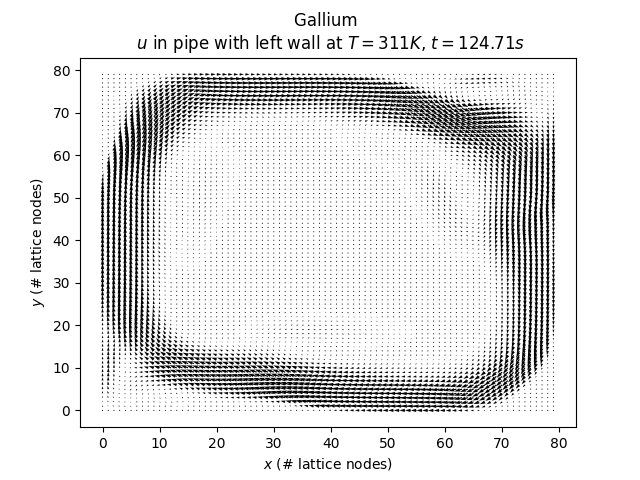 Gallium
u in pipe with left wall at T = 311K, t = 124.71s
80
70
60
50
40
30
20
10
0
y (# lattice nodes)
0 10 20 30 40 50 60 70 80
x (# lattice nodes)